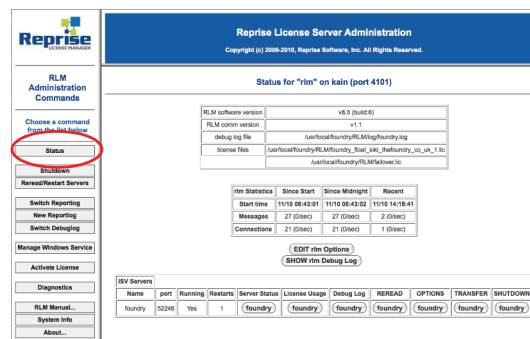 Reprise
LICENSE MANAGER
RLM
Administration
Commands
Choose a command
from the list below
Status
Shutdown
Reread/Restart Servers
Switch Reportlog
New Reportlog
Switch Debuglog
Manage Windows Service
Activate License
Diagnostics
RLM Manual...
System Info
About...
Reprise License Server Administration
Copyright (c) 2006-2010, Reprise Software, Inc. All Rights Reserved.
Status for "rlm" on kain (port 4101)
RLM software version v8.0 (build:6)
RLM comm version v1.1
debug log file /usr/local/foundry/RLM/log/foundry.log
license files /usr/local/foundry/RLM/foundry_float_loki_thefoundry_co_uk_1.lic
/usr/local/foundry/RLM/failover.lic
rlm Statistics Since Start Since Midnight Recent
Start time 11/10 08:43:01 11/10 08:43:02 11/10 14:18:41
Messages 27 (0/sec) 27 (0/sec) 2 (0/sec)
Connections 21 (0/sec) 21 (0/sec) 1 (0/sec)
EDIT rlm Options
SHOW rlm Debug Log
ISV Servers
Name port Running Restarts Server Status License Usage Debug Log REREAD OPTIONS TRANSFER SHUTDOWN
foundry 52246 Yes 1 foundry foundry foundry foundry foundry foundry foundry